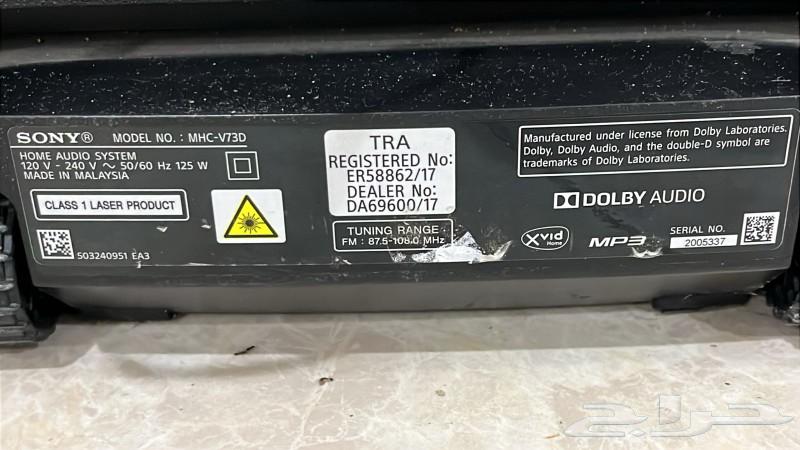 SONY® MODEL NO. : MHC-V73D
HOME AUDIO SYSTEM
120 V - 240 V ~ 50/60 Hz 125 W
MADE IN MALAYSIA
CLASS 1 LASER PRODUCT
503240951 EA3
TRA
REGISTERED No:
ER58862/17
DEALER No:
DA69600/17
TUNING RANGE
FM : 87.5-108.0 MHz
Manufactured under license from Dolby Laboratories.
Dolby, Dolby Audio, and the double-D symbol are
trademarks of Dolby Laboratories.
DOLBY AUDIO
XviD
Home
MP3
SERIAL NO.
2005337
حراج